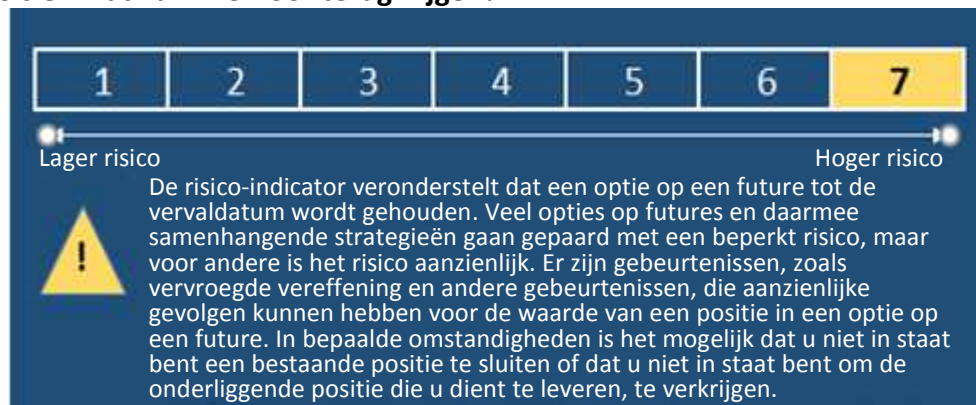 1 2 3 4 5 6 7
Lager risico Hoger risico
De risico-indicator veronderstelt dat een optie op een future tot de
vervaldatum wordt gehouden. Veel opties op futures en daarmee
samenhangende strategieën gaan gepaard met een beperkt risico, maar
! voor andere is het risico aanzienlijk. Er zijn gebeurtenissen, zoals
vervroegde vereffening en andere gebeurtenissen, die aanzienlijke
gevolgen kunnen hebben voor de waarde van een positie in een optie op
een future. In bepaalde omstandigheden is het mogelijk dat u niet in staat
bent een bestaande positie te sluiten of dat u niet in staat bent om de
onderliggende positie die u dient te leveren, te verkrijgen.